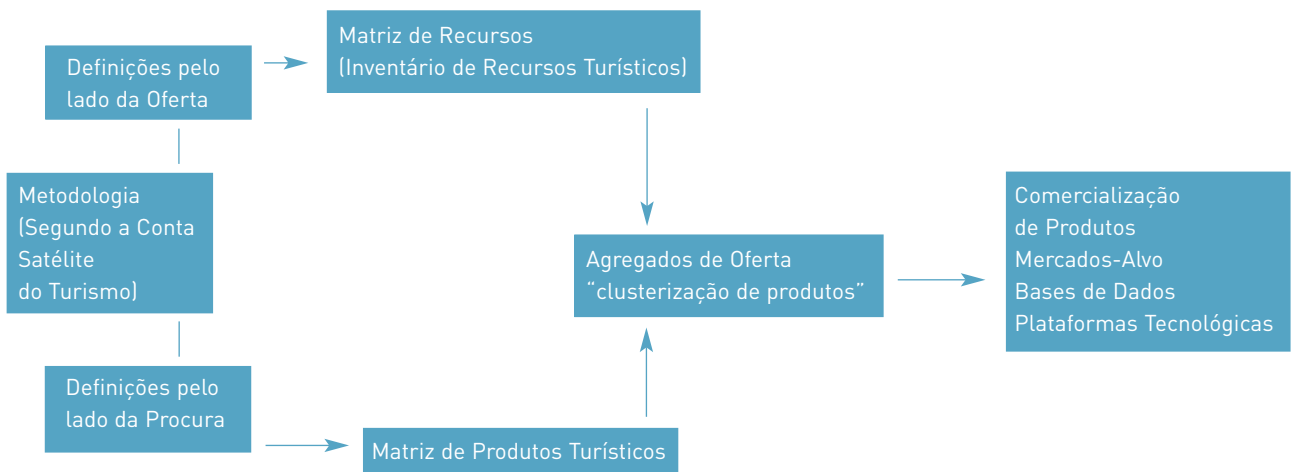 Matriz de Recursos
(Inventário de Recursos Turísticos)
Definições pelo
lado da Oferta
Metodologia
(Segundo a Conta
Satélite
do Turismo)
Agregados de Oferta
“clusterização de produtos”
Comercialização
de Produtos
Mercados-Alvo
Bases de Dados
Plataformas Tecnológicas
Definições pelo
lado da Procura
Matriz de Produtos Turísticos